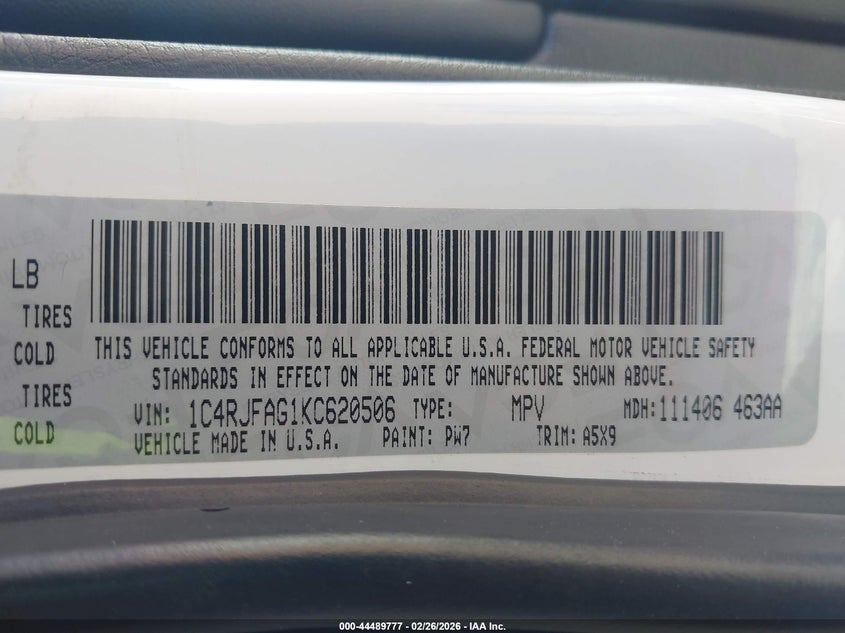 LB
TIRES
COLD
TIRES
COLD
THIS VEHICLE CONFORMS TO ALL APPLICABLE U.S.A. FEDERAL MOTOR VEHICLE SAFETY
STANDARDS IN EFFECT ON THE DATE OF MANUFACTURE SHOWN ABOVE.
VIN: 1C4RJFAG1KC620506 TYPE: MPV MDH:111406 463AA
VEHICLE MADE IN U.S.A. PAINT: PW7 TRIM: A5X9
000-44489777 - 02/26/2026 - IAA Inc.